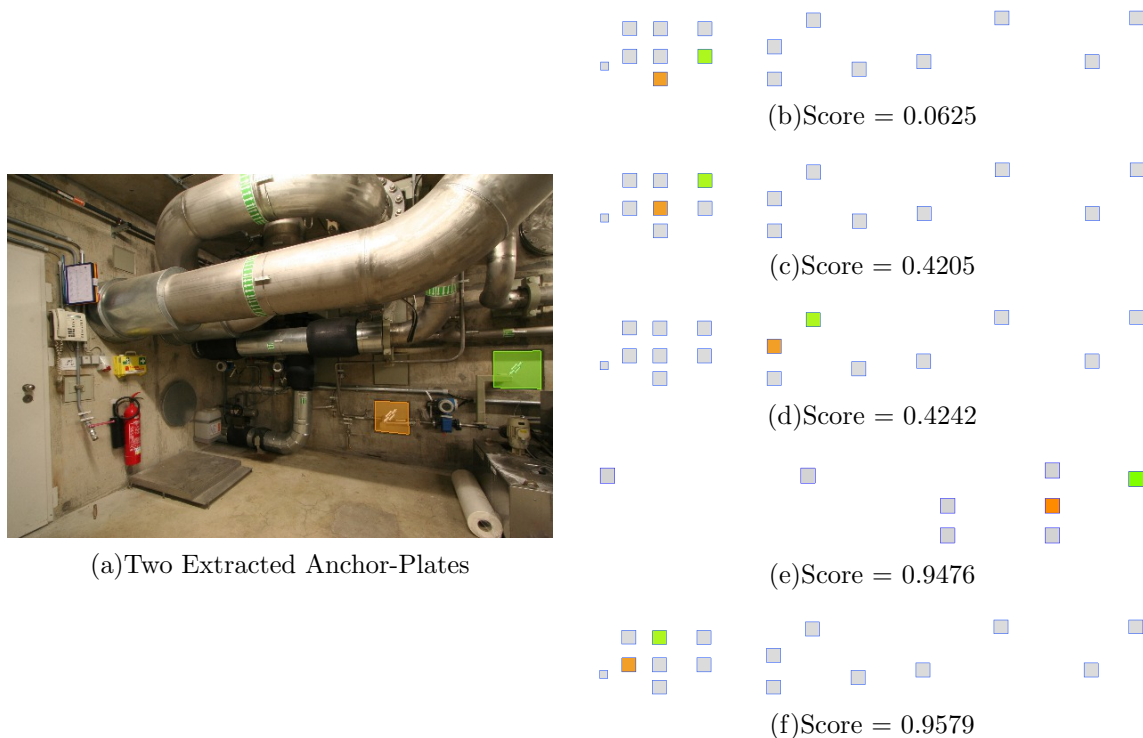 (b)Score = 0.0625
(c)Score = 0.4205
(d)Score = 0.4242
(a)Two Extracted Anchor-Plates
(e)Score = 0.9476
(f)Score = 0.9579